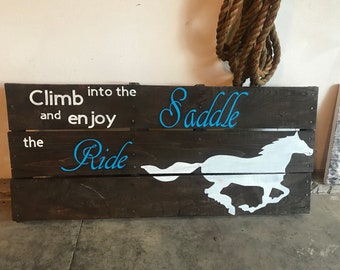 Climb into the Saddle
and enjoy
the Ride